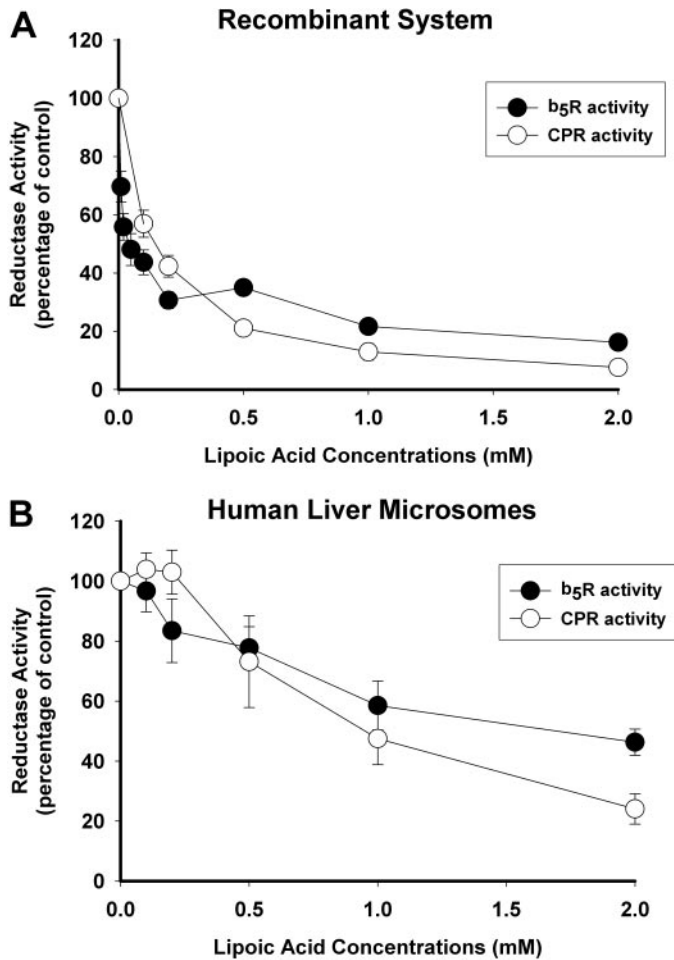 A
Recombinant System
120
100
80
60
40
20
0
Reductase Activity
(percentage of control)
b5R activity
CPR activity
0.0 0.5 1.0 1.5 2.0
Lipoic Acid Concentrations (mM)
B
Human Liver Microsomes
120
100
80
60
40
20
0
Reductase Activity
(percentage of control)
b5R activity
CPR activity
0.0 0.5 1.0 1.5 2.0
Lipoic Acid Concentrations (mM)